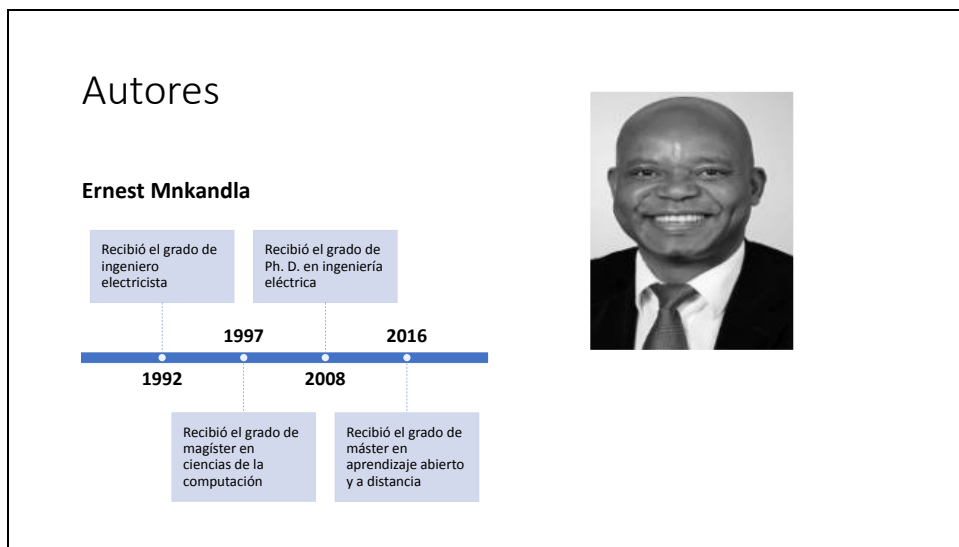 Autores
Ernest Mnkandla
Recibió el grado de
ingeniero
electricista
Recibió el grado de
Ph. D. en ingeniería
eléctrica
1997
2016
1992
2008
Recibió el grado de
magíster en
ciencias de la
computación
Recibió el grado de
máster en
aprendizaje abierto
y a distancia